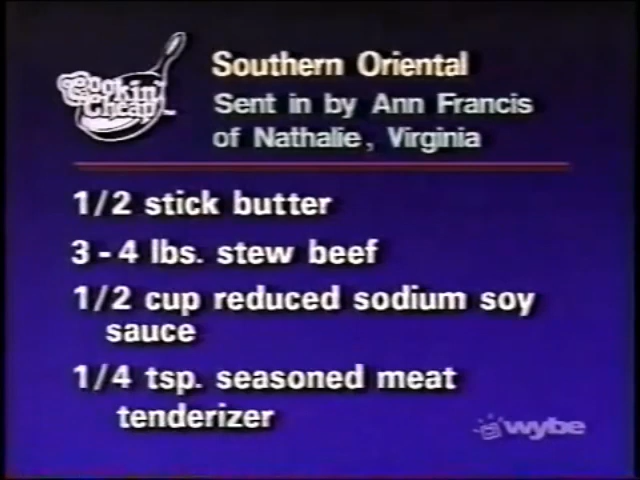 Cookin'
Cheap™
Southern Oriental
Sent in by Ann Francis
of Nathalie, Virginia
1/2 stick butter
3 - 4 lbs. stew beef
1/2 cup reduced sodium soy
sauce
1/4 tsp. seasoned meat
tenderizer
wybe